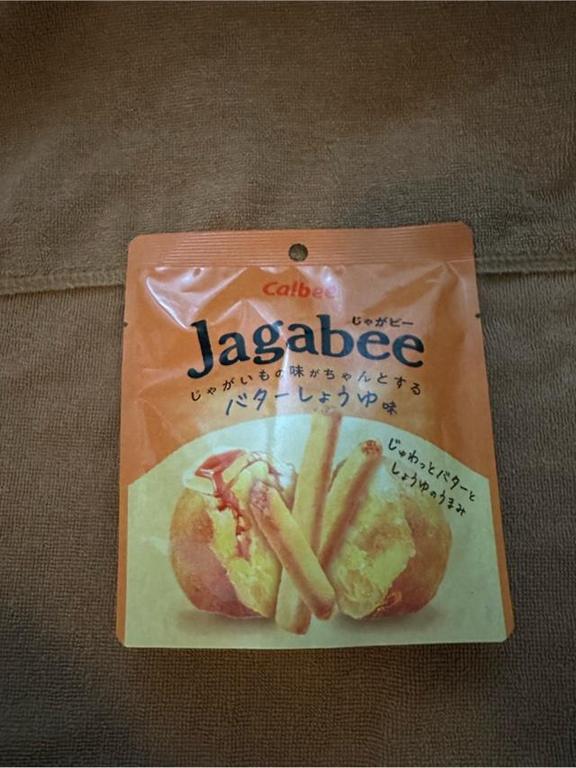 Calbee
じゃがビー
Jagabee
じゃがいもの味がちゃんとする
バターしょうゆ味
じゅわっとバターと
しょうゆのうまみ